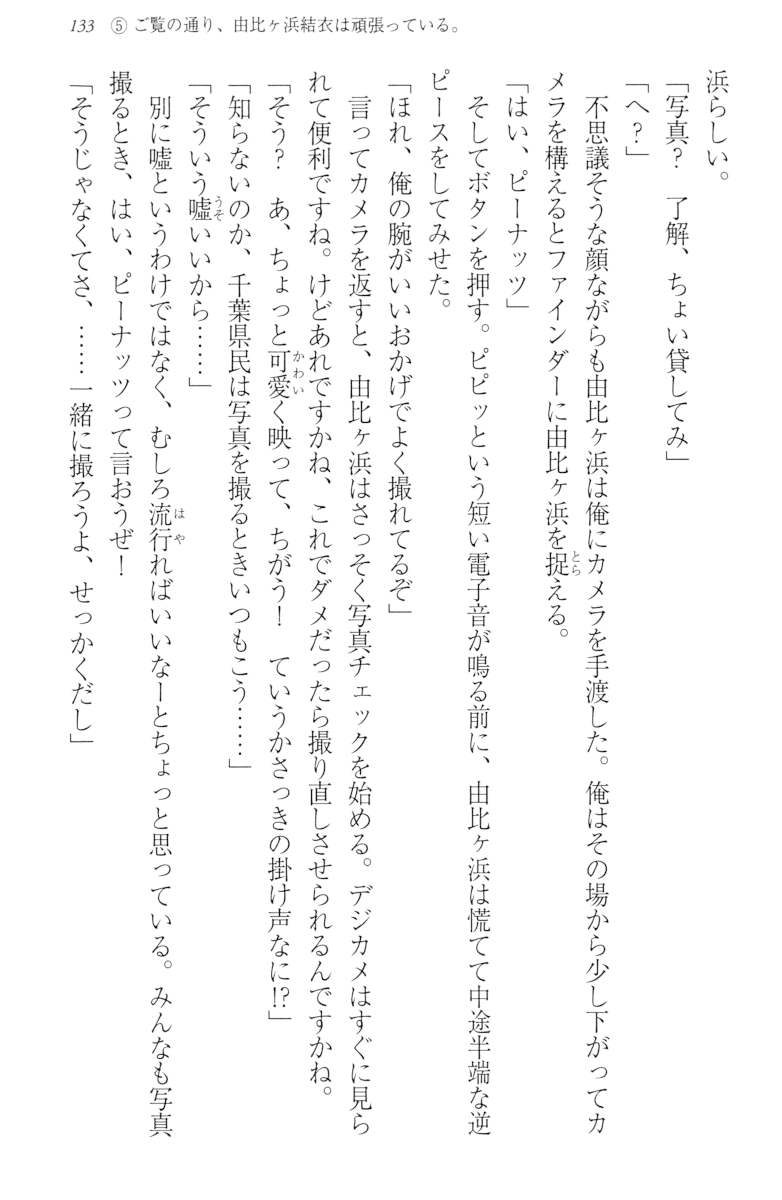 133　⑤ ご覧の通り、由比ヶ浜結衣は頑張っている。
浜らしい。
「写真？　了解、ちょい貸してみ」
「へ？」
　不思議そうな顔ながらも由比ヶ浜は俺にカメラを手渡した。俺はその場から少し下がってカ
メラを構えるとファインダーに由比ヶ浜を捉とらえる。
「はい、ピーナッツ」
　そしてボタンを押す。ピピッという短い電子音が鳴る前に、由比ヶ浜は慌てて中途半端な逆
ピースをしてみせた。
「ほれ、俺の腕がいいおかげでよく撮れてるぞ」
　言ってカメラを返すと、由比ヶ浜はさっそく写真チェックを始める。デジカメはすぐに見ら
れて便利ですね。けどあれですかね、これでダメだったら撮り直しさせられるんですかね。
「そう？　あ、ちょっと可愛かわいく映って、ちがう！　ていうかさっきの掛け声なに!?」
「知らないのか、千葉県民は写真を撮るときいつもこう……」
「そういう嘘うそいいから……」
　別に嘘というわけではなく、むしろ流行はやればいいなーとちょっと思っている。みんなも写真
撮るとき、はい、ピーナッツって言おうぜ！
「そうじゃなくてさ、……一緒に撮ろうよ、せっかくだし」